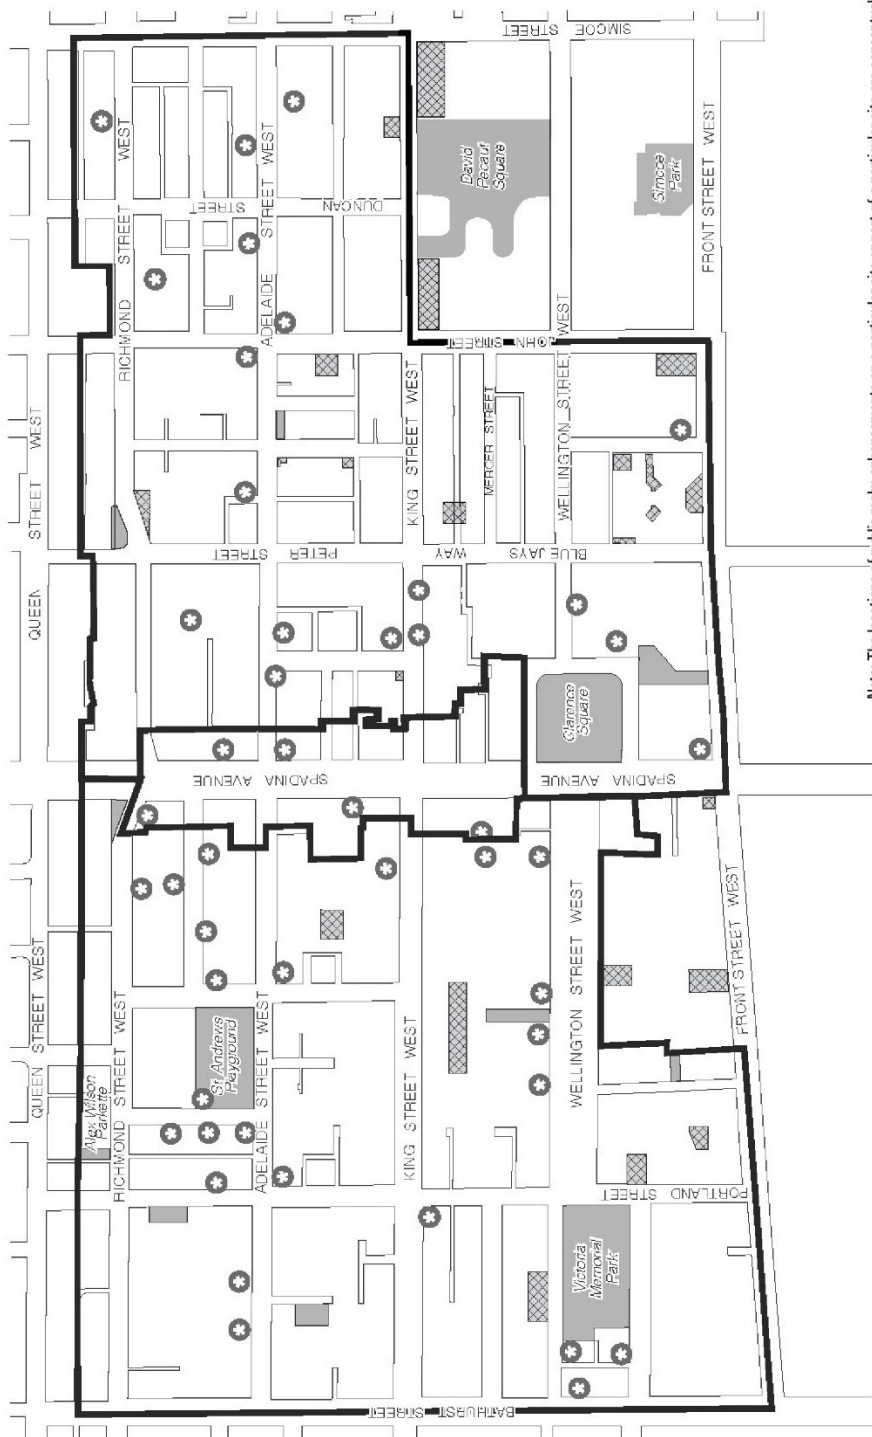 QUEEN STREET WEST
QUEEN STREET WEST
Alex Wilson
Parkette
RICHMOND STREET WEST
RICHMOND STREET WEST
St. Andrews
Playground
ADELAIDE STREET WEST
ADELAIDE STREET WEST
SPADINA
AVENUE
PETER
STREET
DUNCAN
STREET
KING STREET WEST
KING STREET WEST
BATHURST STREET
MERCER STREET
BLUE JAYS
WAY
JOHN STREET
David
Pecaut
Square
SIMCOE STREET
WELLINGTON STREET WEST
WELLINGTON STREET WEST
Victoria
Memorial
Park
PORTLAND
STREET
Clarence
Square
SPADINA
AVENUE
Simcoe
Park
FRONT STREET WEST
FRONT STREET WEST